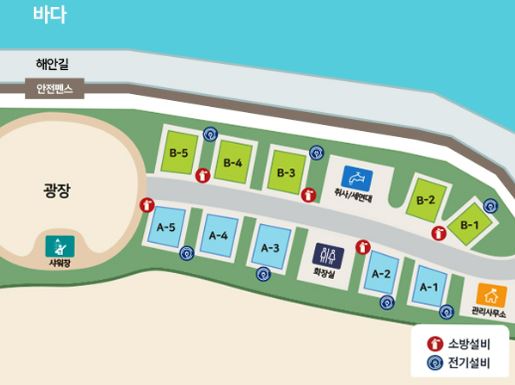 바다
해안길
안전펜스
B-5
B-4
B-3
취사/세면대
B-2
B-1
광장
A-5
A-4
A-3
화장실
A-2
A-1
샤워장
관리사무소
소방설비
전기설비